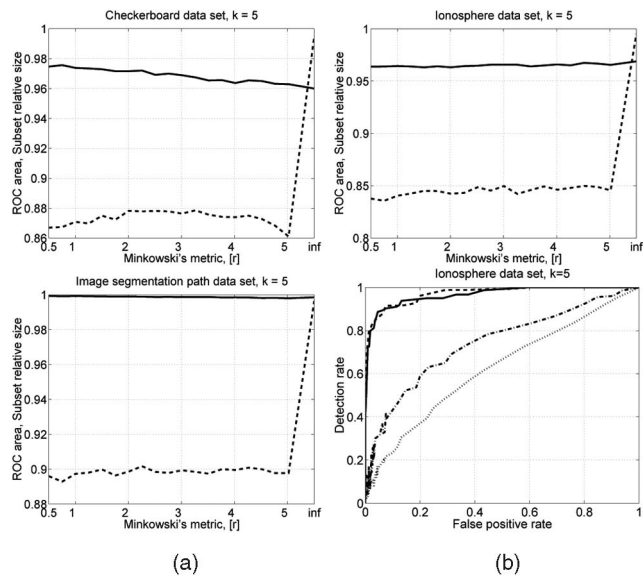 Checkerboard data set, k = 5
ROC area, Subset relative size
1
0.98
0.96
0.94
0.92
0.9
0.88
0.86
0.5 1 2 3 4 5 inf
Minkowski's metric, [r]
Ionosphere data set, k = 5
ROC area, Subset relative size
1
0.95
0.9
0.85
0.8
0.5 1 2 3 4 5 inf
Minkowski's metric, [r]
Image segmentation path data set, k = 5
ROC area, Subset relative size
1
0.98
0.96
0.94
0.92
0.9
0.88
0.5 1 2 3 4 5 inf
Minkowski's metric, [r]
Ionosphere data set, k=5
Detection rate
1
0.8
0.6
0.4
0.2
0
0 0.2 0.4 0.6 0.8 1
False positive rate
(a)
(b)